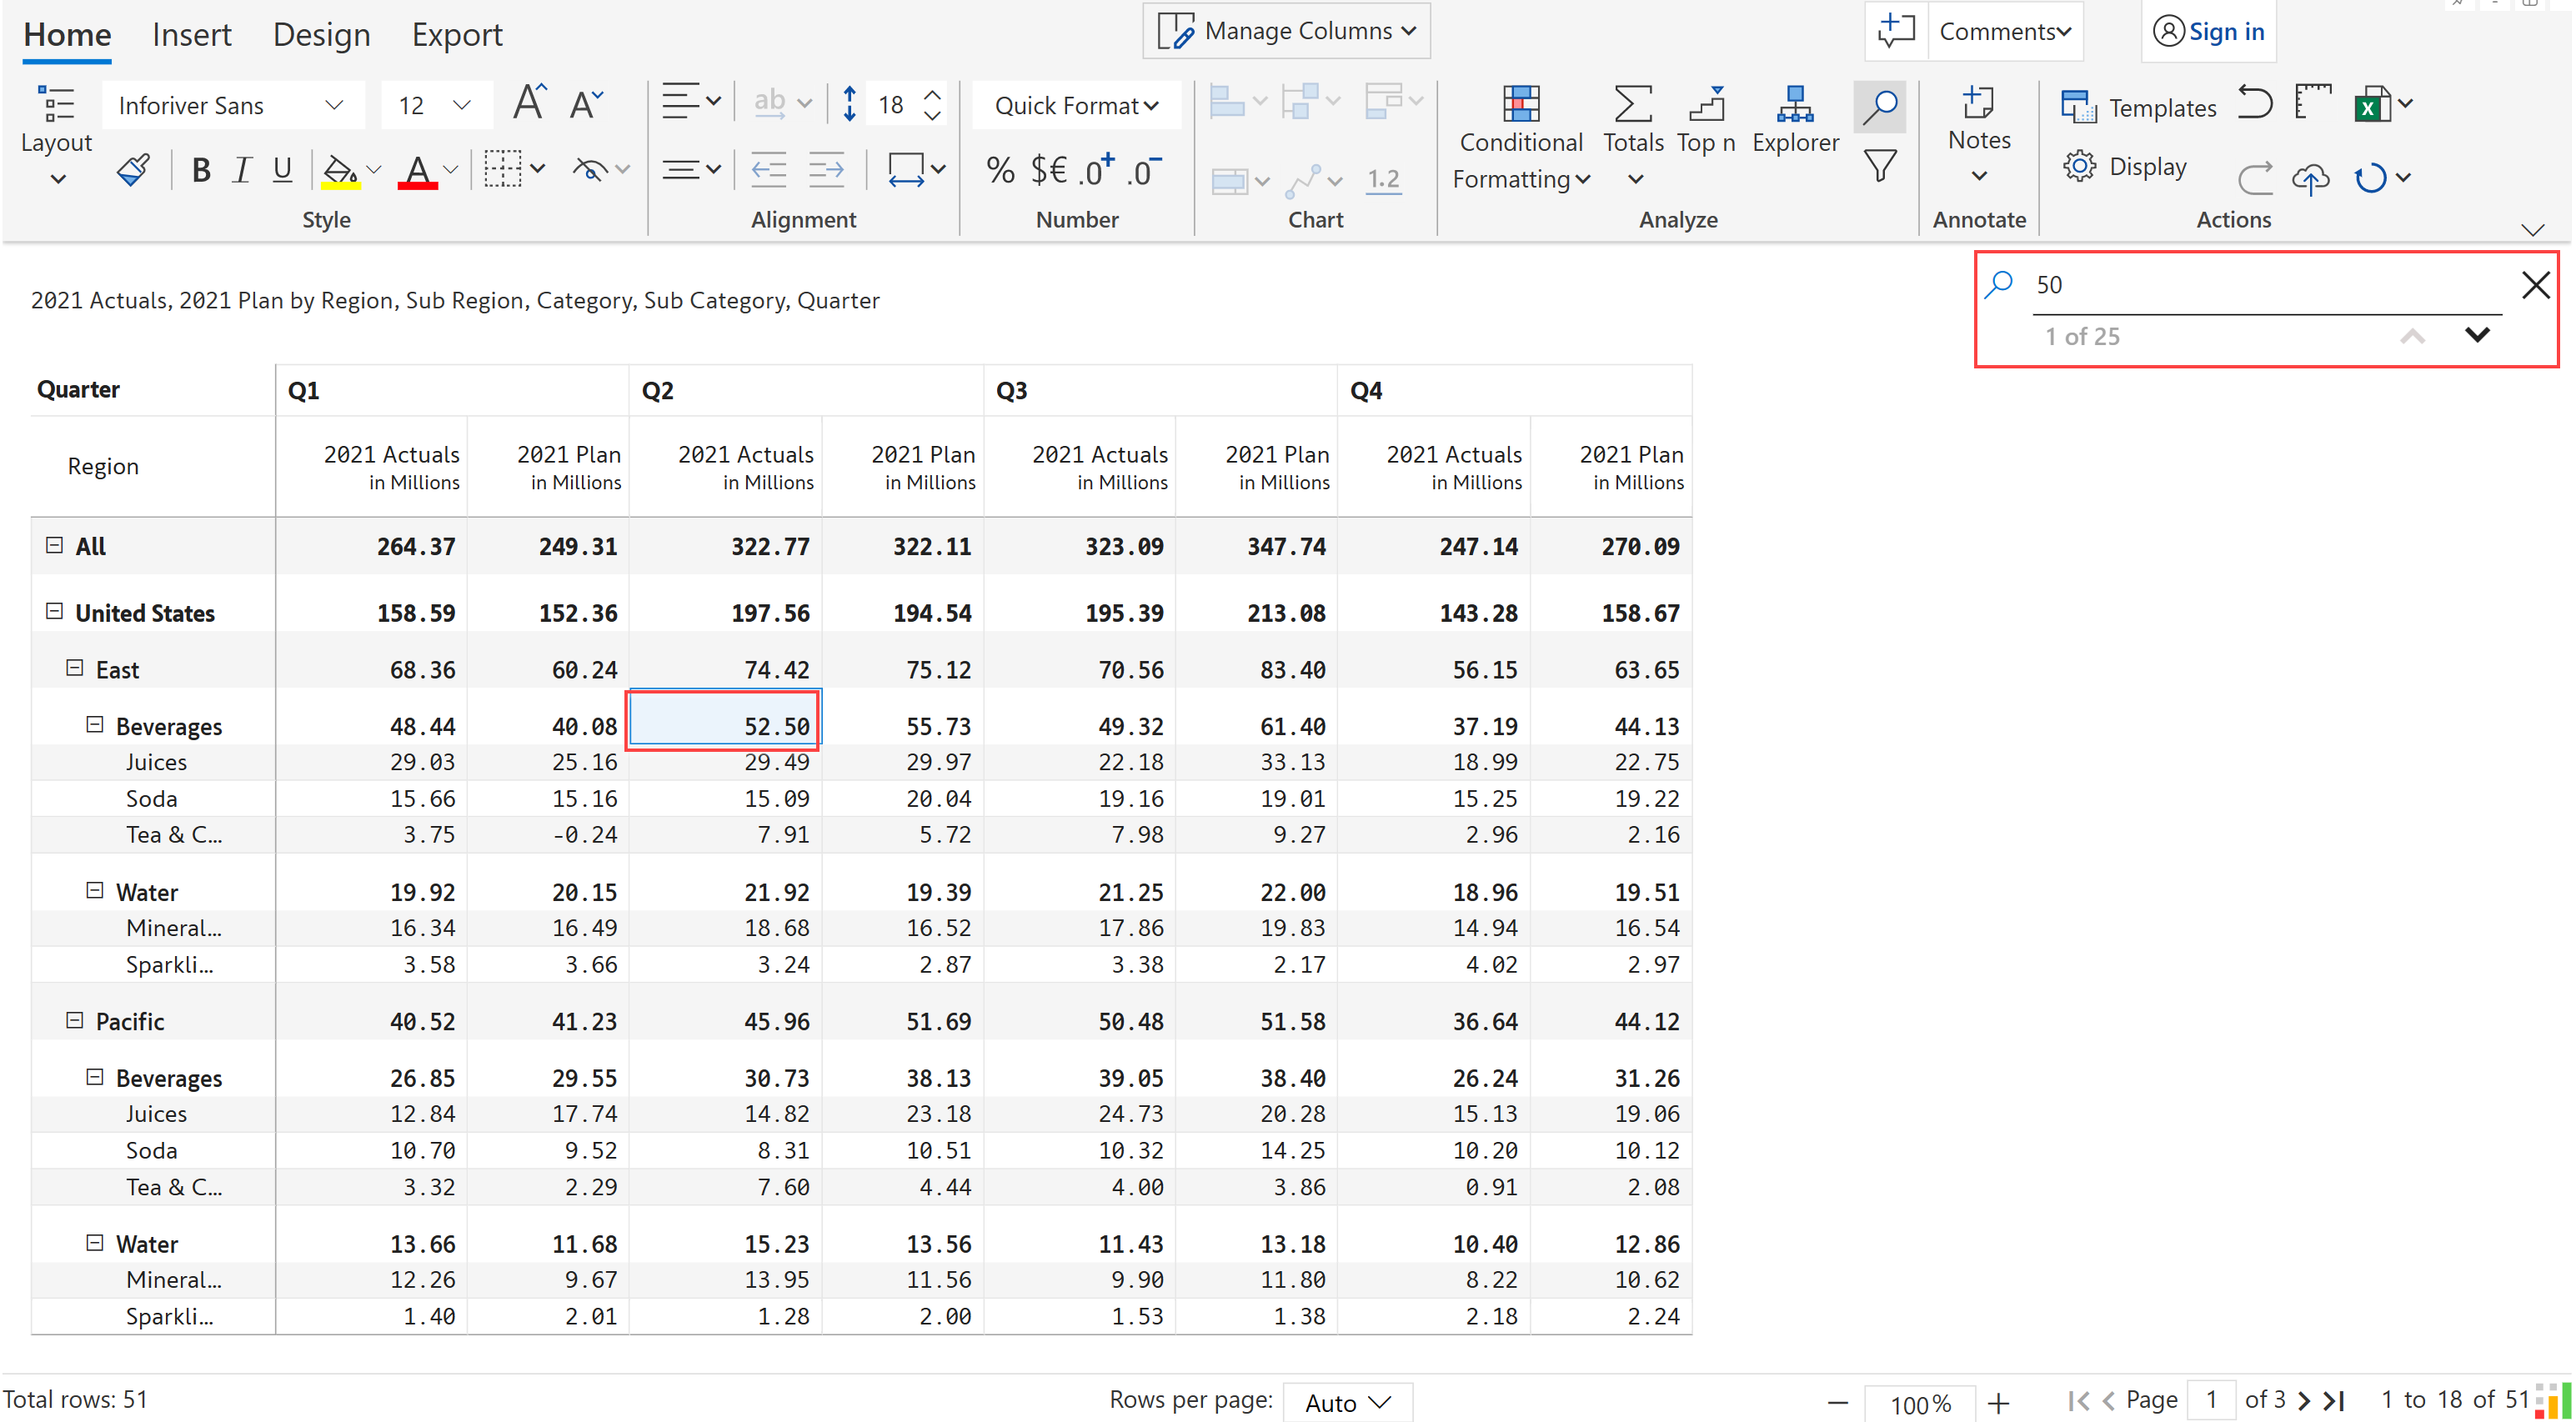 Home Insert Design Export Manage Columns Comments Sign in
Inforiver Sans 12 A A ab 18 Quick Format Templates
Layout Conditional Formatting Totals Top n Explorer Notes
B I U A % $€ .0+ .0- 1.2 Display
Style Alignment Number Chart Analyze Annotate Actions
50
1 of 25
2021 Actuals, 2021 Plan by Region, Sub Region, Category, Sub Category, Quarter
Quarter Q1 Q2 Q3 Q4
Region 2021 Actuals in Millions 2021 Plan in Millions 2021 Actuals in Millions 2021 Plan in Millions 2021 Actuals in Millions 2021 Plan in Millions 2021 Actuals in Millions 2021 Plan in Millions
All 264.37 249.31 322.77 322.11 323.09 347.74 247.14 270.09
United States 158.59 152.36 197.56 194.54 195.39 213.08 143.28 158.67
East 68.36 60.24 74.42 75.12 70.56 83.40 56.15 63.65
Beverages 48.44 40.08 52.50 55.73 49.32 61.40 37.19 44.13
Juices 29.03 25.16 29.49 29.97 22.18 33.13 18.99 22.75
Soda 15.66 15.16 15.09 20.04 19.16 19.01 15.25 19.22
Tea & C... 3.75 -0.24 7.91 5.72 7.98 9.27 2.96 2.16
Water 19.92 20.15 21.92 19.39 21.25 22.00 18.96 19.51
Mineral... 16.34 16.49 18.68 16.52 17.86 19.83 14.94 16.54
Sparkli... 3.58 3.66 3.24 2.87 3.38 2.17 4.02 2.97
Pacific 40.52 41.23 45.96 51.69 50.48 51.58 36.64 44.12
Beverages 26.85 29.55 30.73 38.13 39.05 38.40 26.24 31.26
Juices 12.84 17.74 14.82 23.18 24.73 20.28 15.13 19.06
Soda 10.70 9.52 8.31 10.51 10.32 14.25 10.20 10.12
Tea & C... 3.32 2.29 7.60 4.44 4.00 3.86 0.91 2.08
Water 13.66 11.68 15.23 13.56 11.43 13.18 10.40 12.86
Mineral... 12.26 9.67 13.95 11.56 9.90 11.80 8.22 10.62
Sparkli... 1.40 2.01 1.28 2.00 1.53 1.38 2.18 2.24
Total rows: 51 Rows per page: Auto 100% Page 1 of 3 1 to 18 of 51